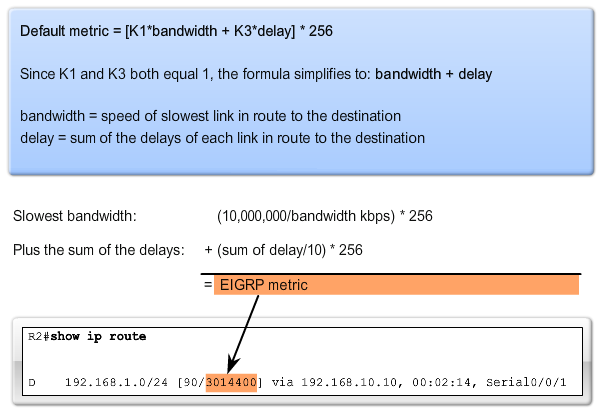 Default metric = [K1*bandwidth + K3*delay] * 256
Since K1 and K3 both equal 1, the formula simplifies to: bandwidth + delay
bandwidth = speed of slowest link in route to the destination
delay = sum of the delays of each link in route to the destination
Slowest bandwidth: (10,000,000/bandwidth kbps) * 256
Plus the sum of the delays: + (sum of delay/10) * 256
= EIGRP metric
R2#show ip route
D 192.168.1.0/24 [90/3014400] via 192.168.10.10, 00:02:14, Serial0/0/1